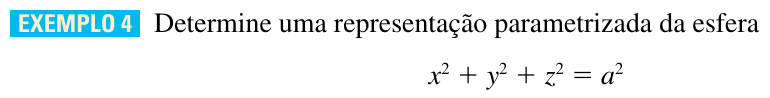 EXEMPLO 4 Determine uma representação parametrizada da esfera
x² + y² + z² = a²